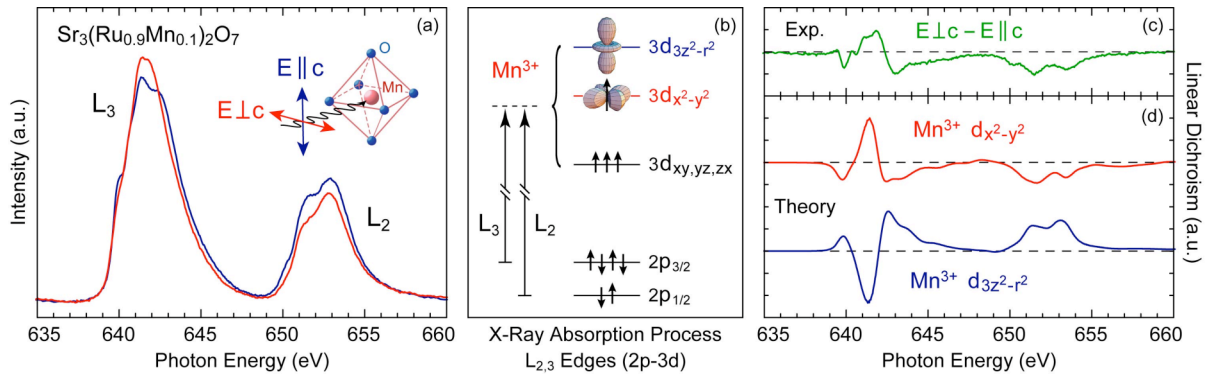 (a)
Sr₃(Ru₀.₉Mn₀.₁)₂O₇
O
Mn
E || c
E⊥c
L₃
L₂
Intensity (a.u.)
635 640 645 650 655 660
Photon Energy (eV)
(b)
Mn³⁺
3d3z²-r²
3dx²-y²
3dxy,yz,zx
L₃
L₂
2p3/2
2p1/2
X-Ray Absorption Process
L₂,₃ Edges (2p-3d)
(c)
Exp.
E⊥c – E || c
(d)
Mn³⁺ dx²-y²
Theory
Mn³⁺ d3z²-r²
Linear Dichroism (a.u.)
635 640 645 650 655 660
Photon Energy (eV)